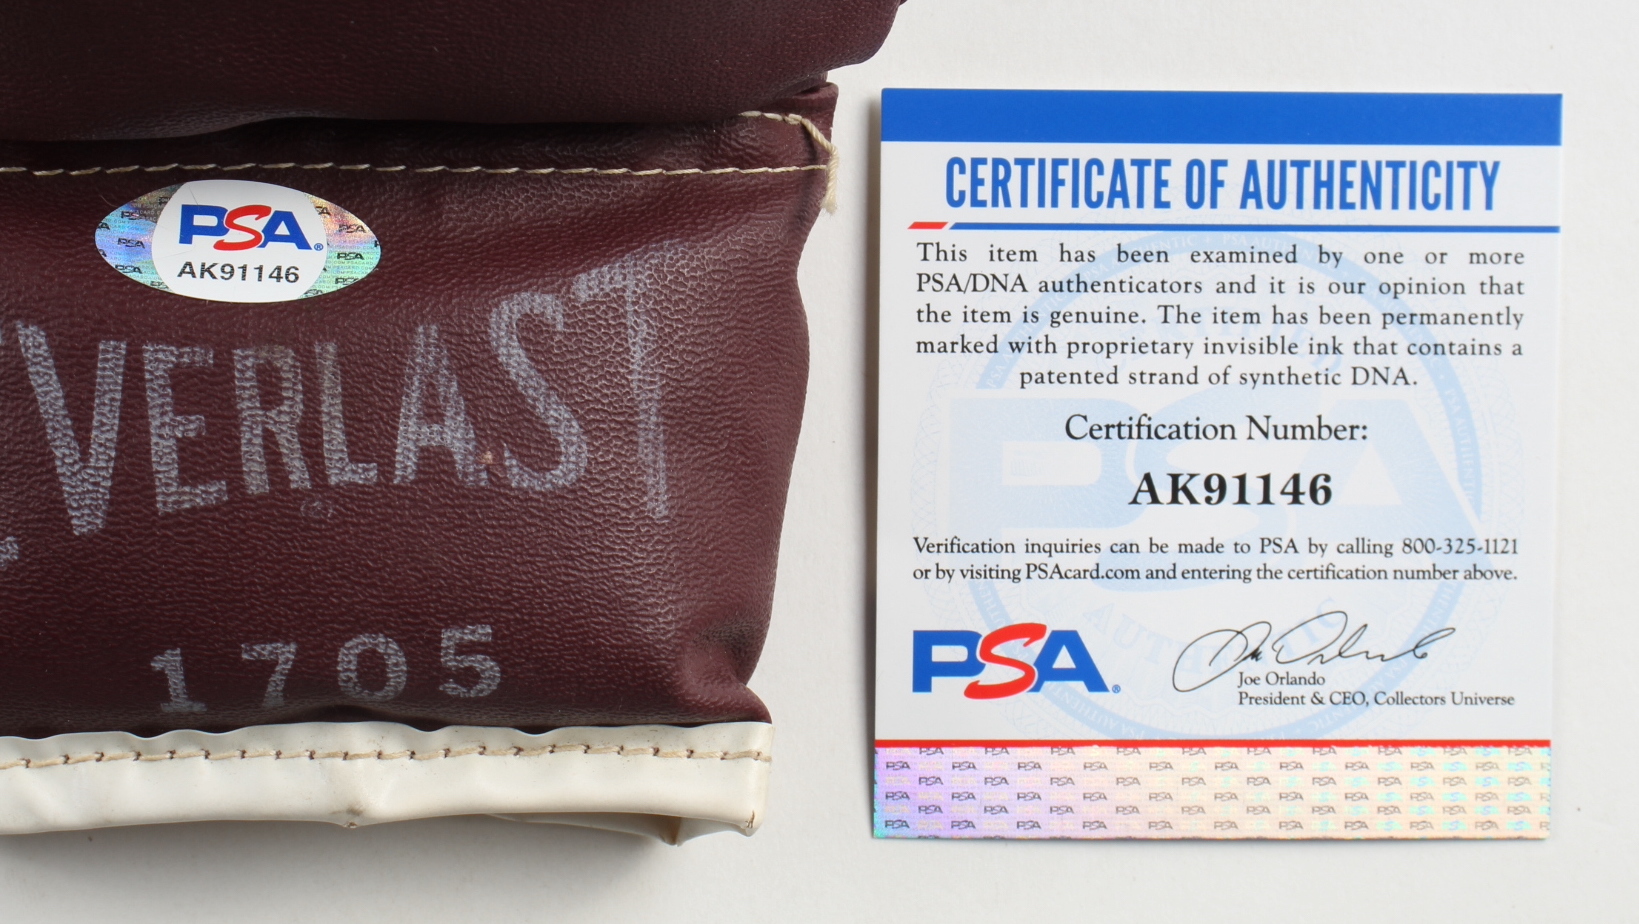 PSA®
AK91146
EVERLAST
®
1705
CERTIFICATE OF AUTHENTICITY
This item has been examined by one or more
PSA/DNA authenticators and it is our opinion that
the item is genuine. The item has been permanently
marked with proprietary invisible ink that contains a
patented strand of synthetic DNA.
Certification Number:
AK91146
Verification inquiries can be made to PSA by calling 800-325-1121
or by visiting PSAcard.com and entering the certification number above.
PSA®
Joe Orlando
President & CEO, Collectors Universe